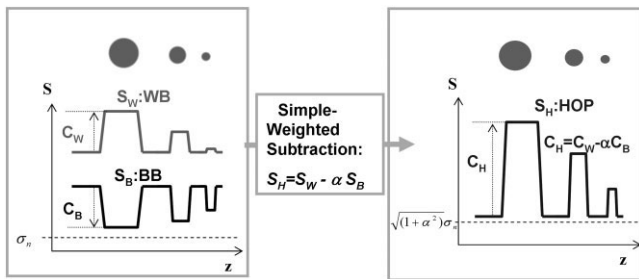 S
S_W:WB
C_W
S_B:BB
C_B
σ_n
z
Simple-
Weighted
Subtraction:
S_H=S_W - α S_B
S
S_H:HOP
C_H=C_W-αC_B
C_H
√(1+α²)σ_n
z